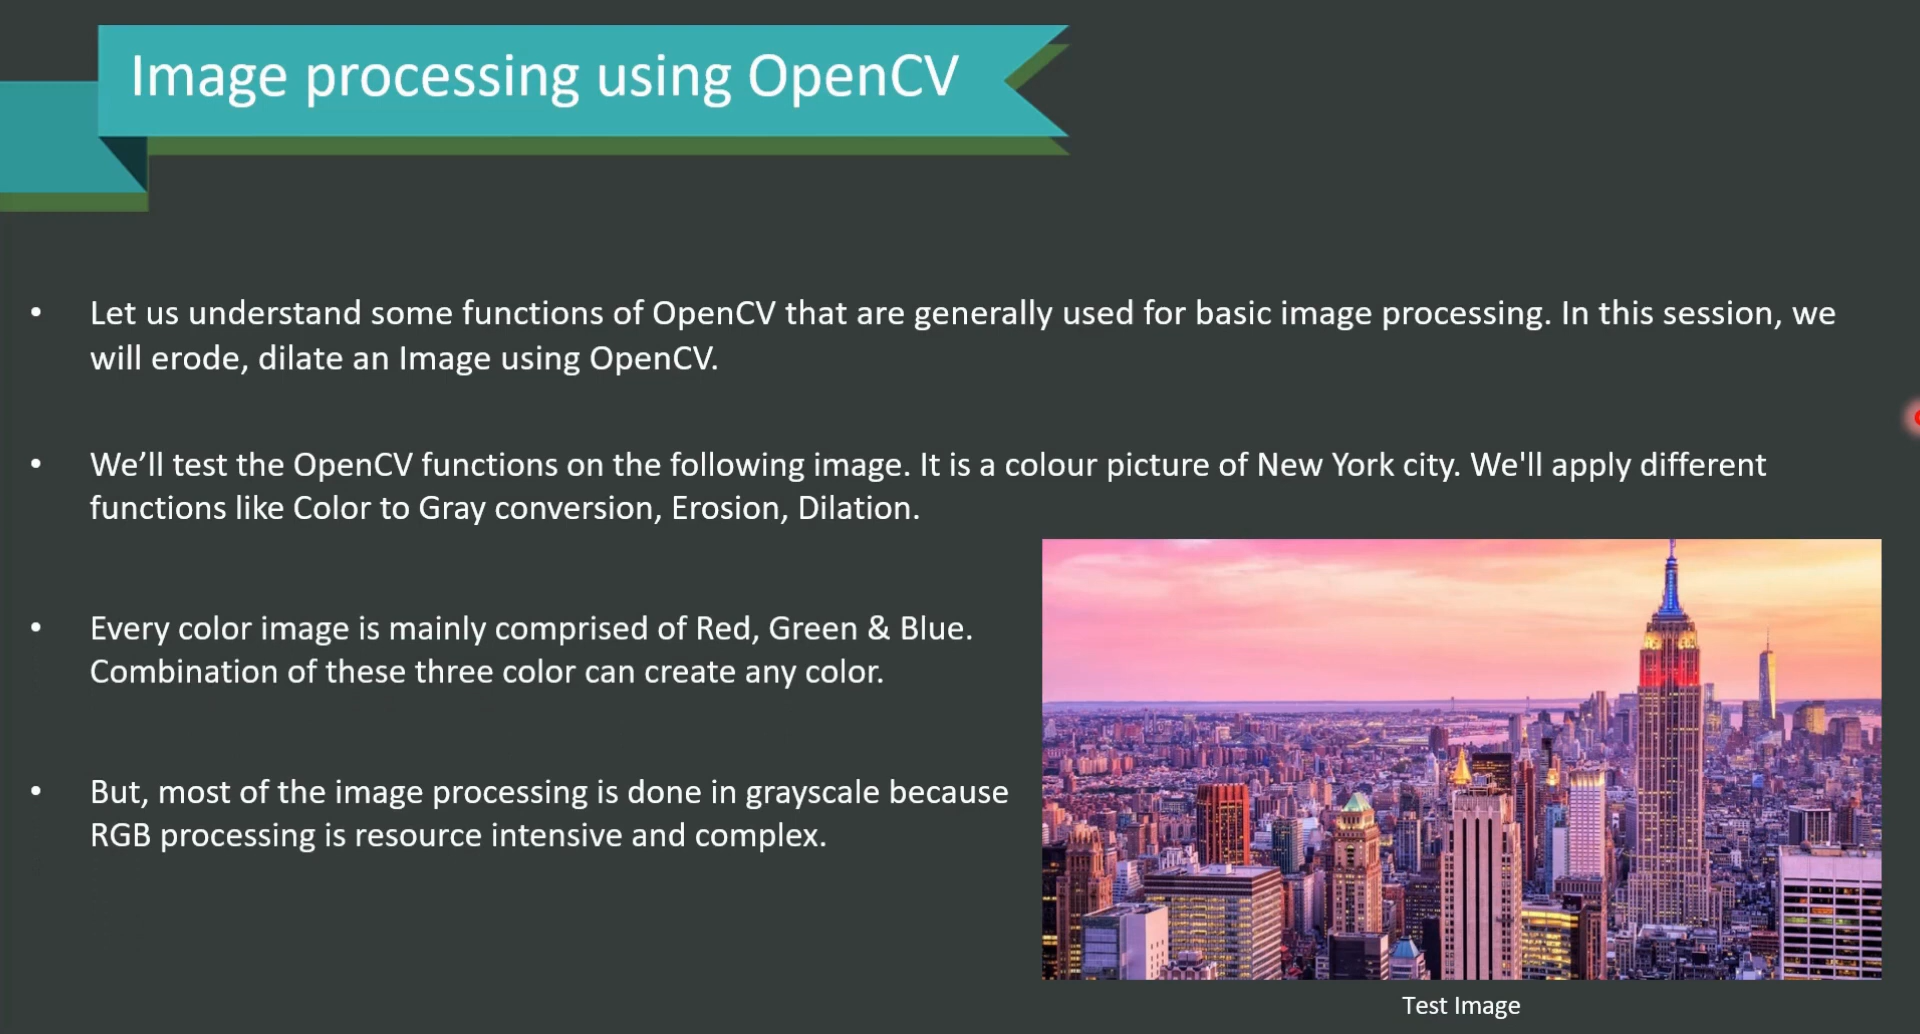 Image processing using OpenCV
• Let us understand some functions of OpenCV that are generally used for basic image processing. In this session, we
will erode, dilate an Image using OpenCV.
• We’ll test the OpenCV functions on the following image. It is a colour picture of New York city. We'll apply different
functions like Color to Gray conversion, Erosion, Dilation.
• Every color image is mainly comprised of Red, Green & Blue.
Combination of these three color can create any color.
• But, most of the image processing is done in grayscale because
RGB processing is resource intensive and complex.
Test Image